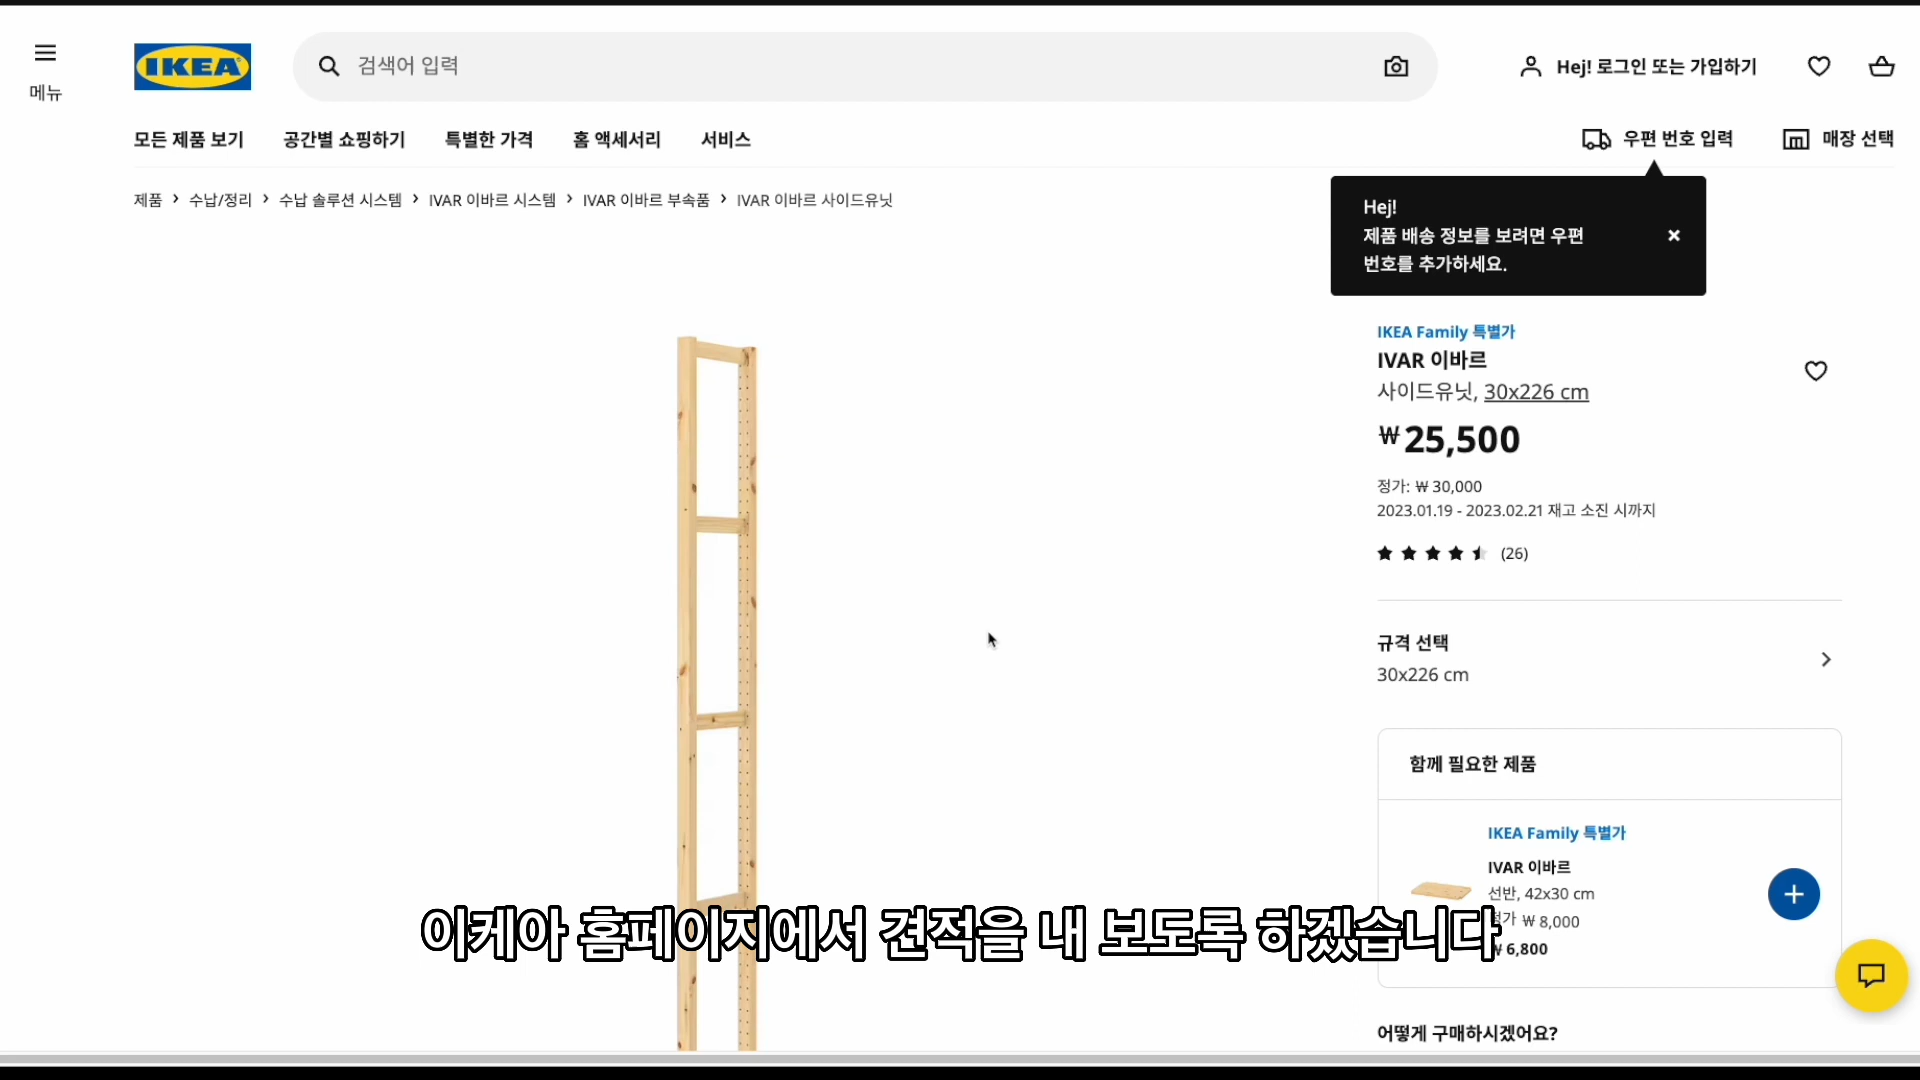 메뉴
IKEA
검색어 입력
Hej! 로그인 또는 가입하기
모든 제품 보기 공간별 쇼핑하기 특별한 가격 홈 액세서리 서비스
우편 번호 입력 매장 선택
제품 › 수납/정리 › 수납 솔루션 시스템 › IVAR 이바르 시스템 › IVAR 이바르 부속품 › IVAR 이바르 사이드유닛
Hej!
제품 배송 정보를 보려면 우편
번호를 추가하세요.
IKEA Family 특별가
IVAR 이바르
사이드유닛, 30x226 cm
₩25,500
정가: ₩ 30,000
2023.01.19 - 2023.02.21 재고 소진 시까지
(26)
규격 선택
30x226 cm
함께 필요한 제품
IKEA Family 특별가
IVAR 이바르
선반, 42x30 cm
정가 ₩ 8,000
₩ 6,800
이케아 홈페이지에서 견적을 내 보도록 하겠습니다
어떻게 구매하시겠어요?